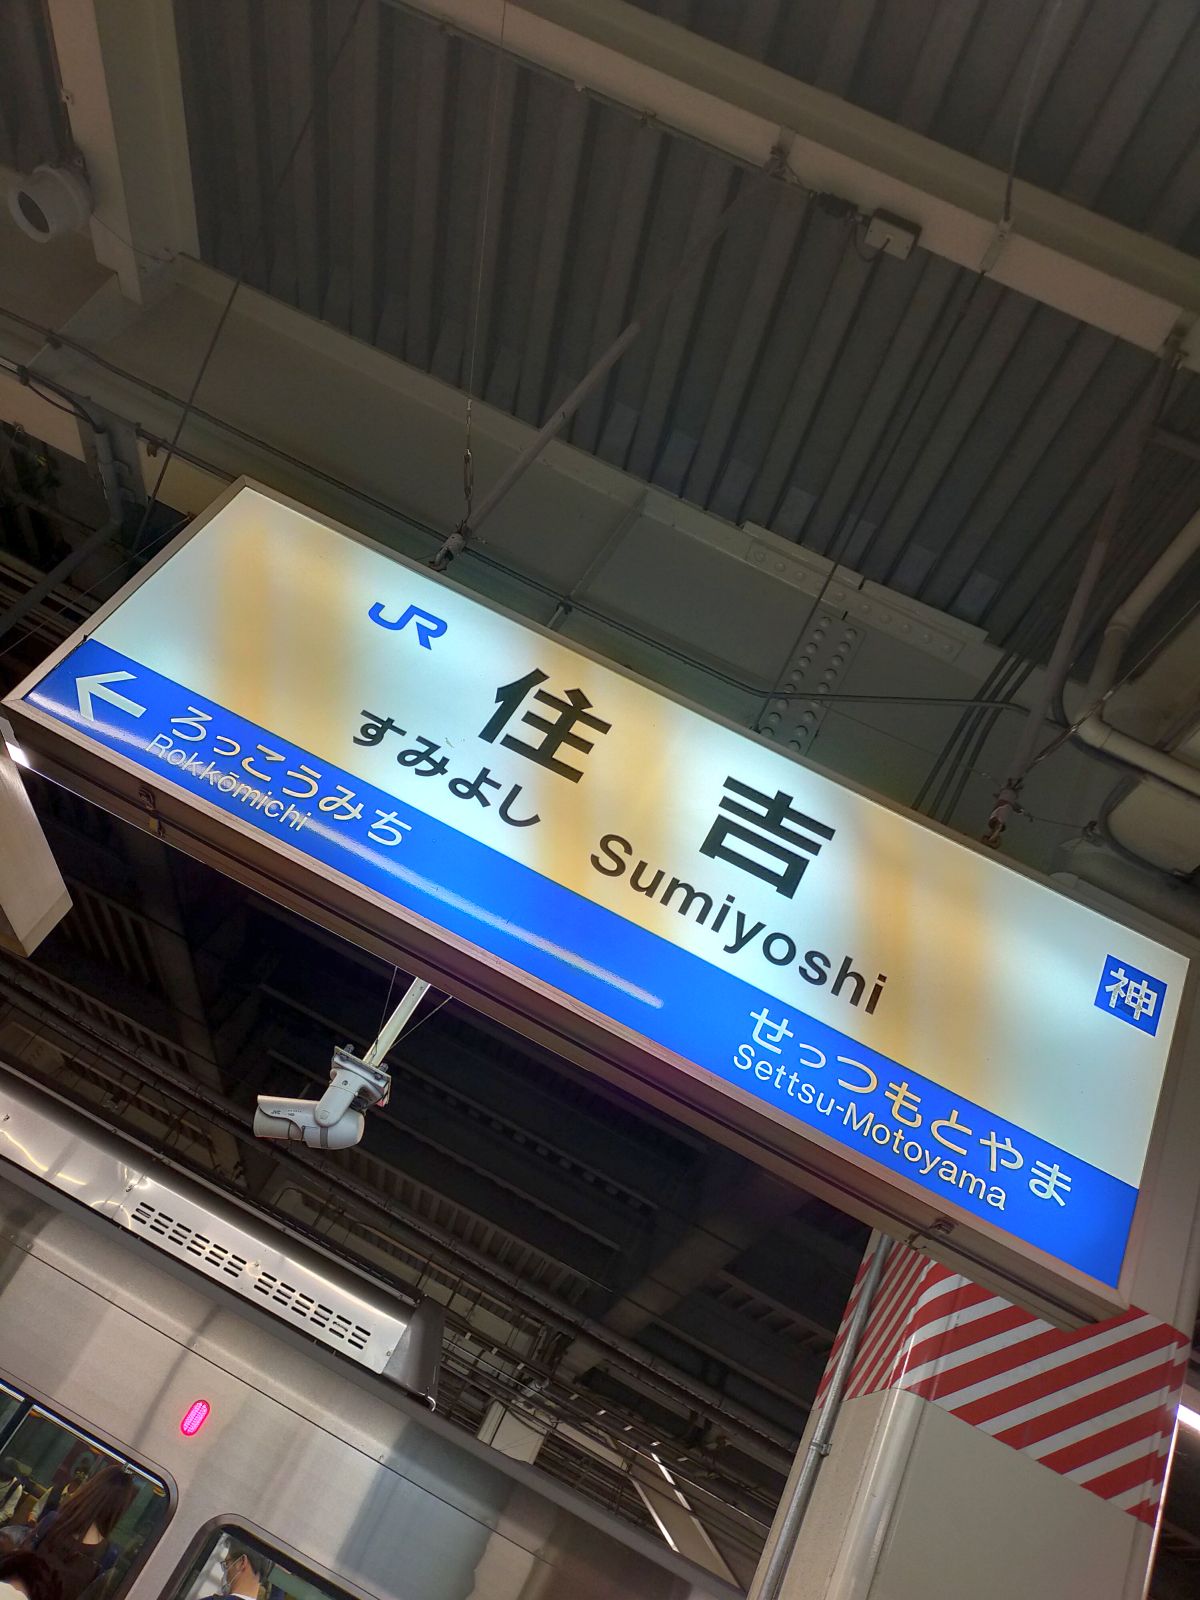 JR
住吉
すみよし Sumiyoshi
神
← ろっこうみち
Rokkōmichi
せっつもとやま
Settsu-Motoyama
JVC